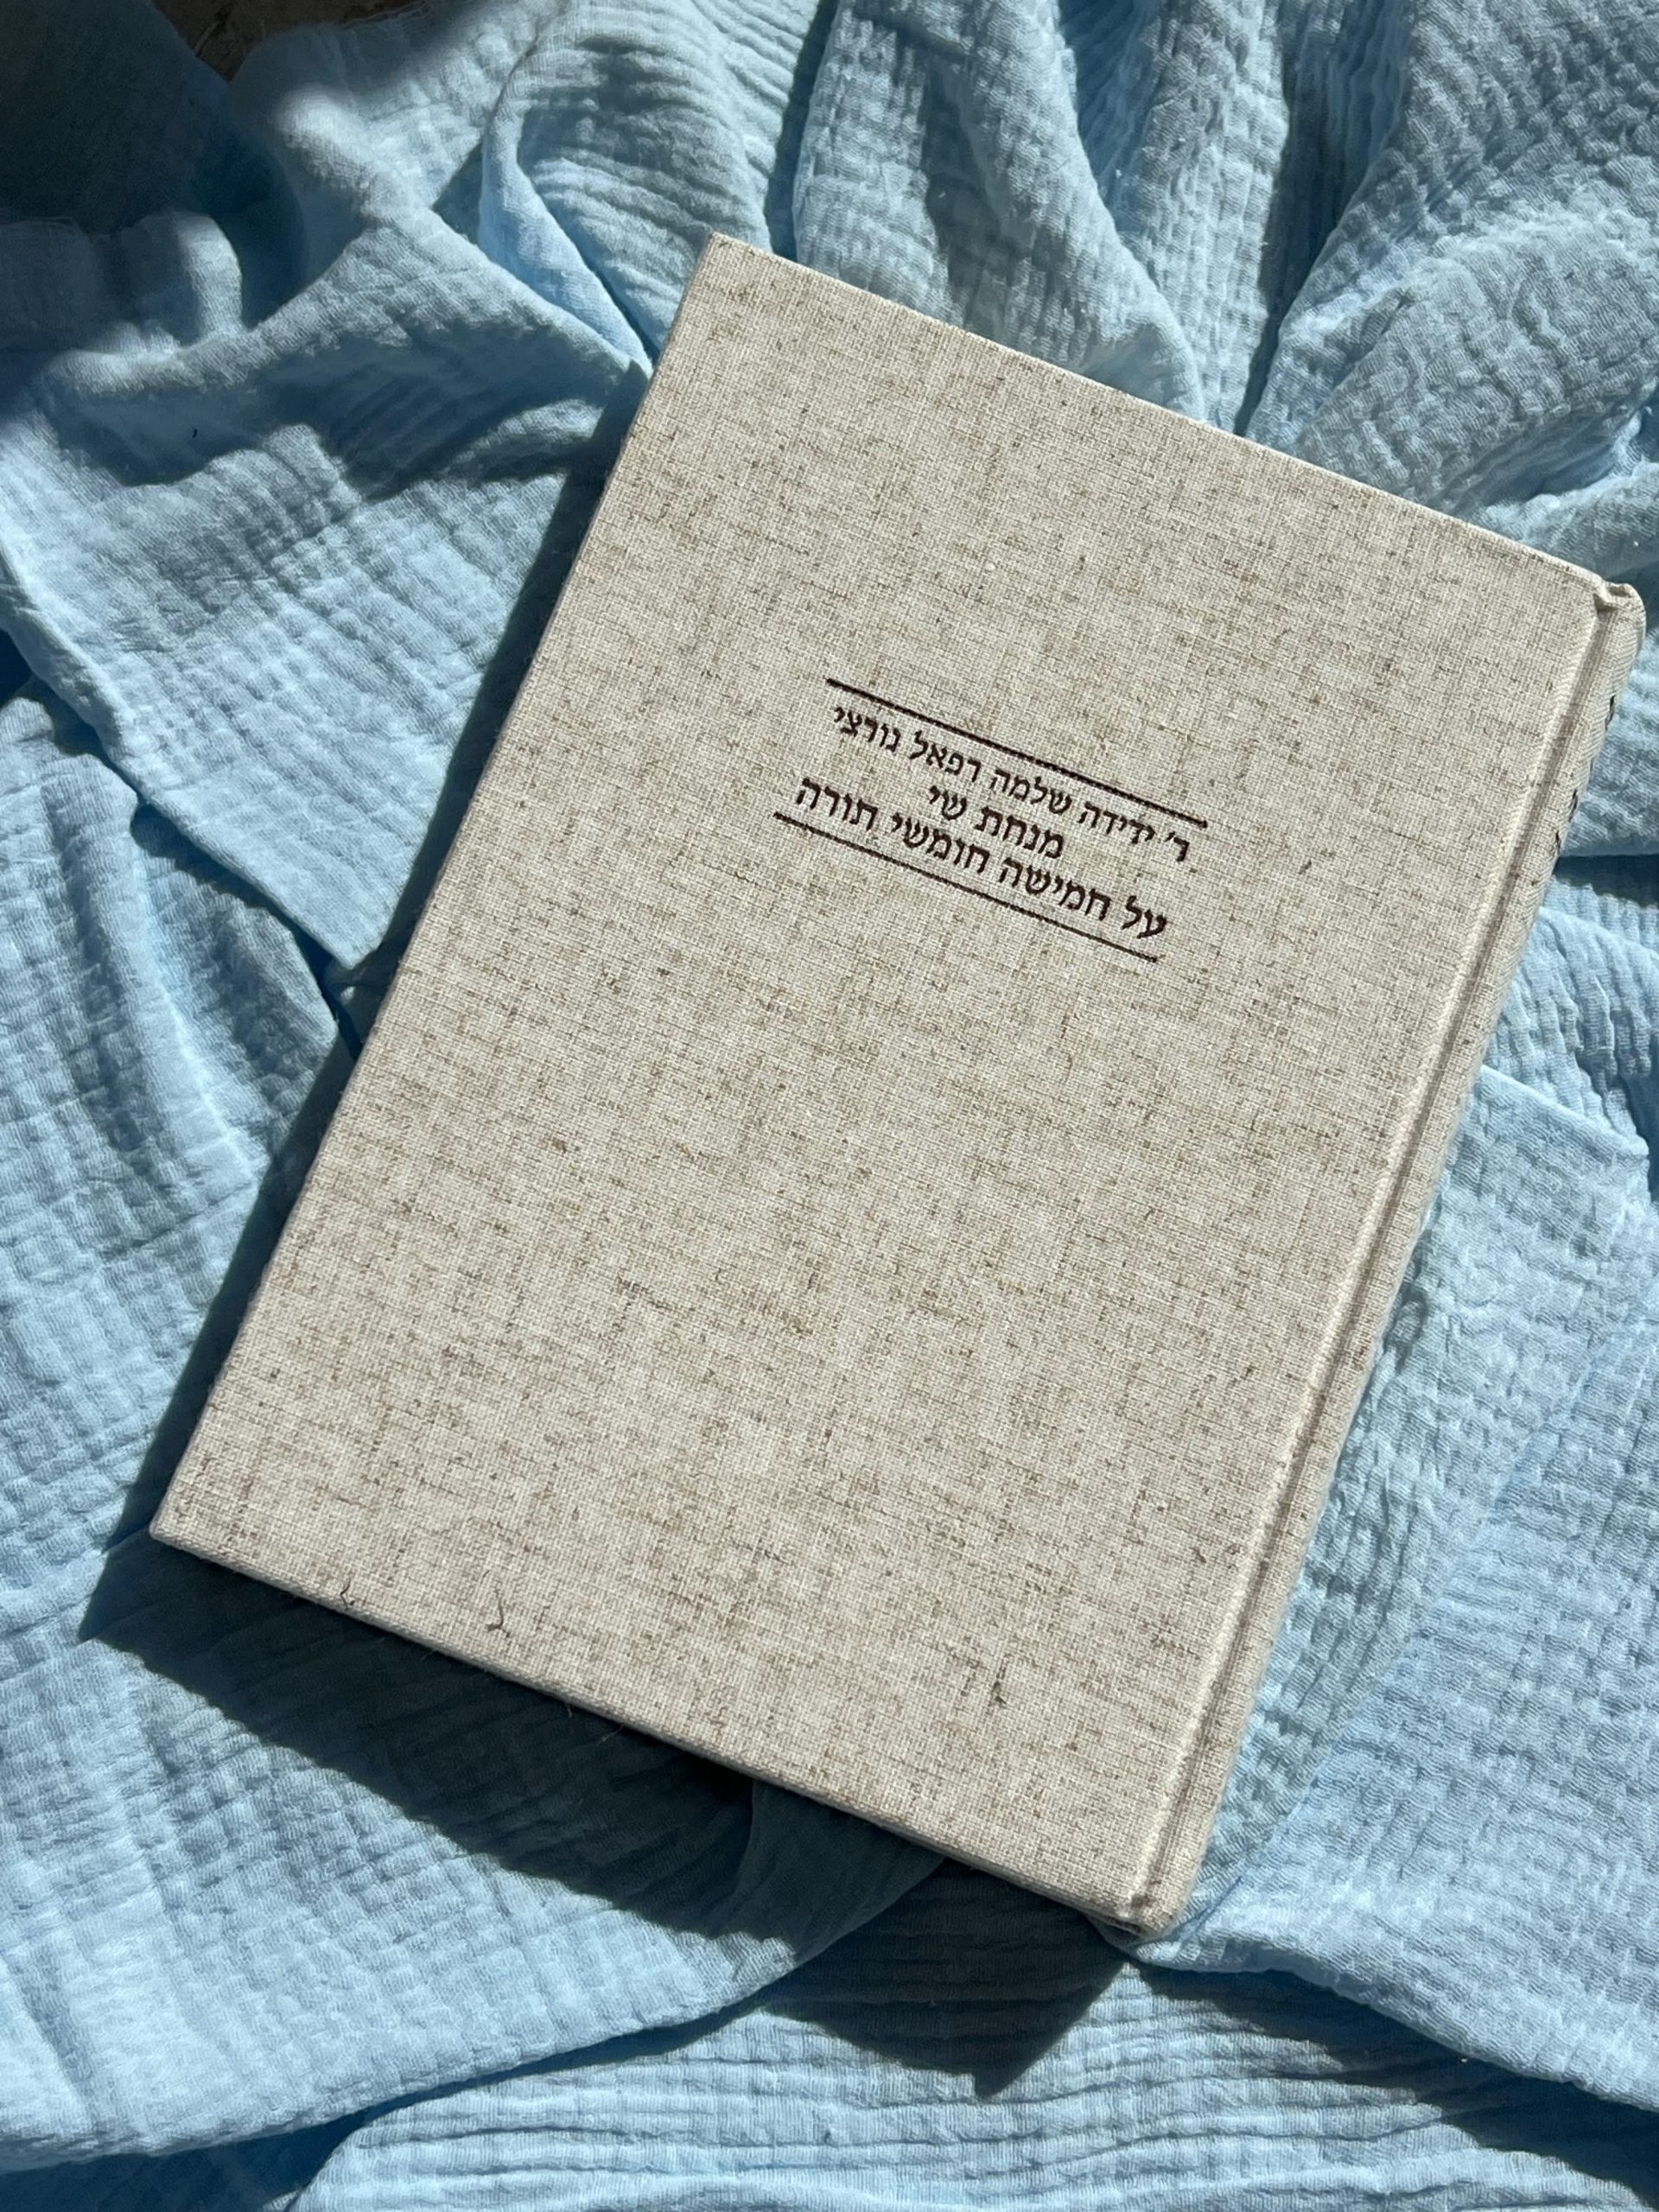 ר׳ ידידה שלמה רפאל נורצי
מנחת שי
על חמישה חומשי תורה